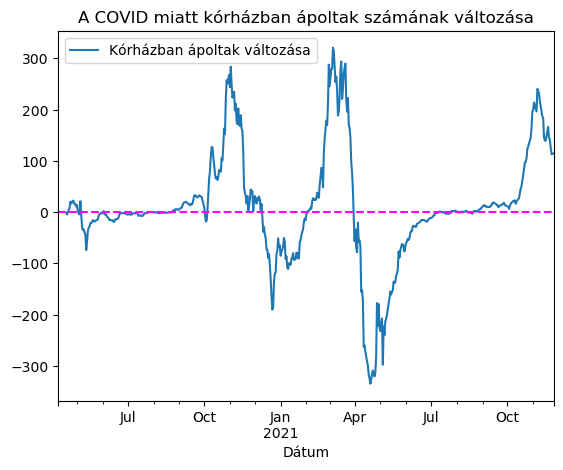 A COVID miatt kórházban ápoltak számának változása
Kórházban ápoltak változása
300
200
100
0
−100
−200
−300
Jul
Oct
Jan
2021
Apr
Jul
Oct
Dátum